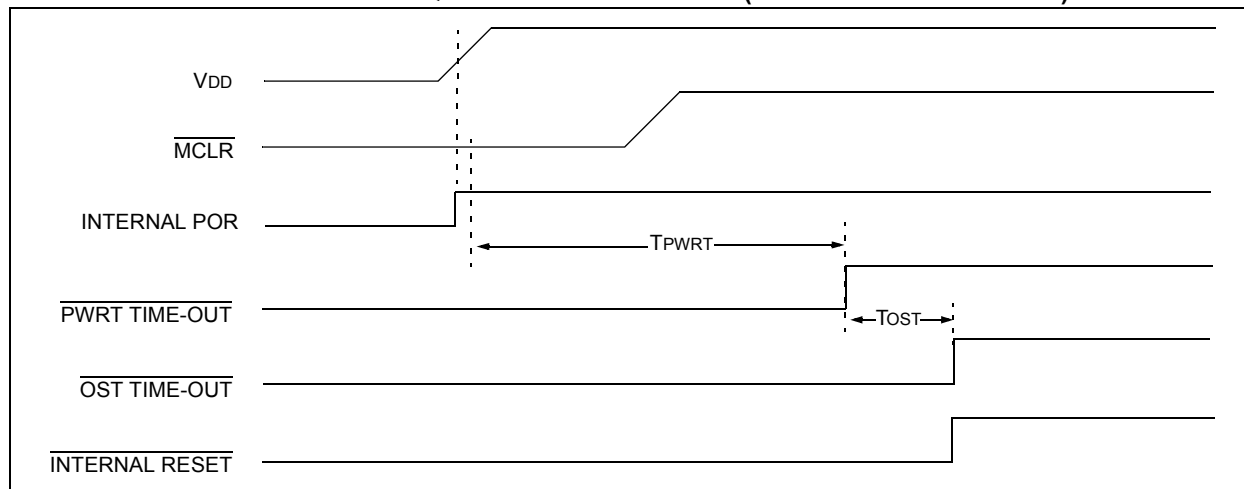 VDD
MCLR
INTERNAL POR
TPWRT
PWRT TIME-OUT
TOST
OST TIME-OUT
INTERNAL RESET